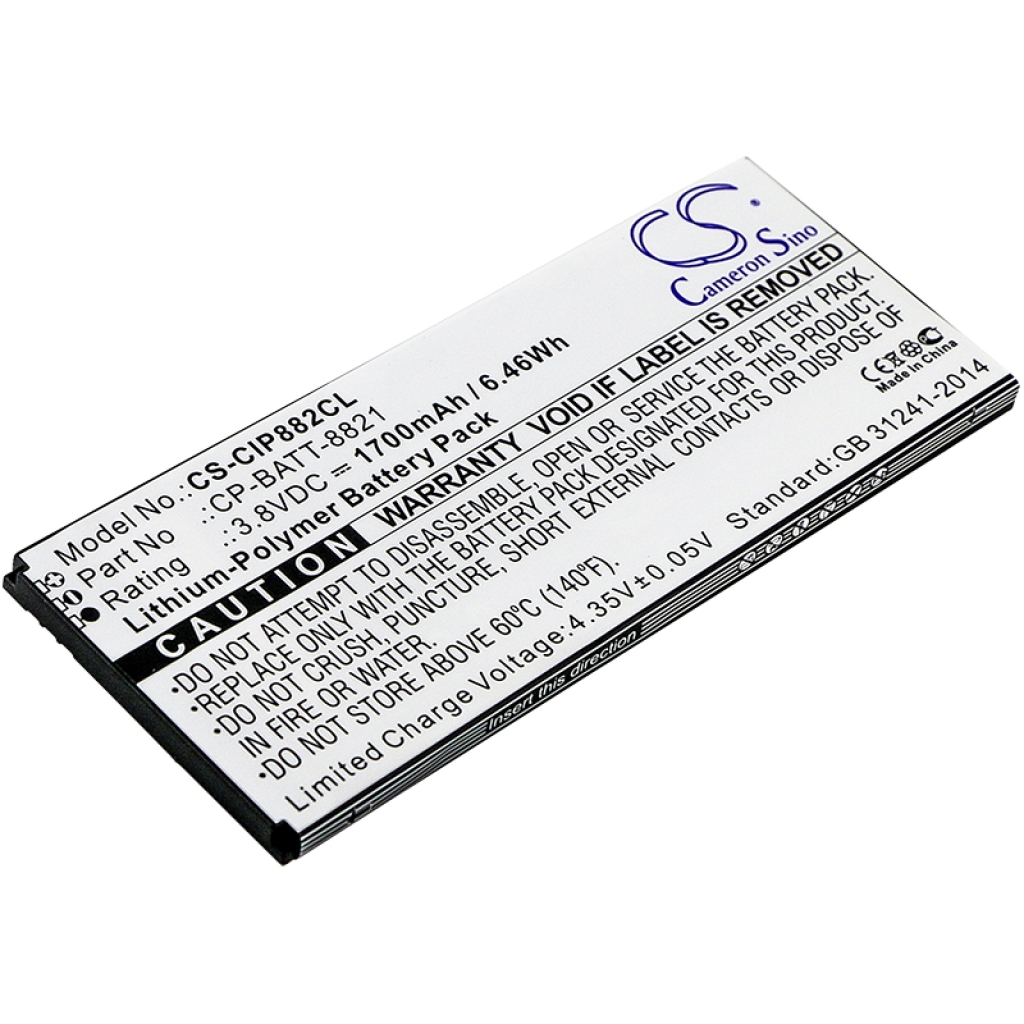 CS ®
Cameron Sino
Model No.:CS-CIP882CL
Part No :CP-BATT-8821
Rating :3.8VDC ⎓ 1700mAh / 6.46Wh
Lithium-Polymer Battery Pack
CAUTION WARRANTY VOID IF LABEL IS REMOVED
•DO NOT ATTEMPT TO DISASSEMBLE, OPEN OR SERVICE THE BATTERY PACK.
•REPLACE ONLY WITH THE BATTERY DESIGNATED FOR THIS PRODUCT.
•DO NOT CRUSH, PUNCTURE, SHORT EXTERNAL CONTACTS, OR DISPOSE OF
IN FIRE OR WATER.
•DO NOT STORE ABOVE 60°C (140°F).
Limited Charge Voltage:4.35V±0.05V
Standard:GB 31241-2014
CE
Made in China
Insert this direction